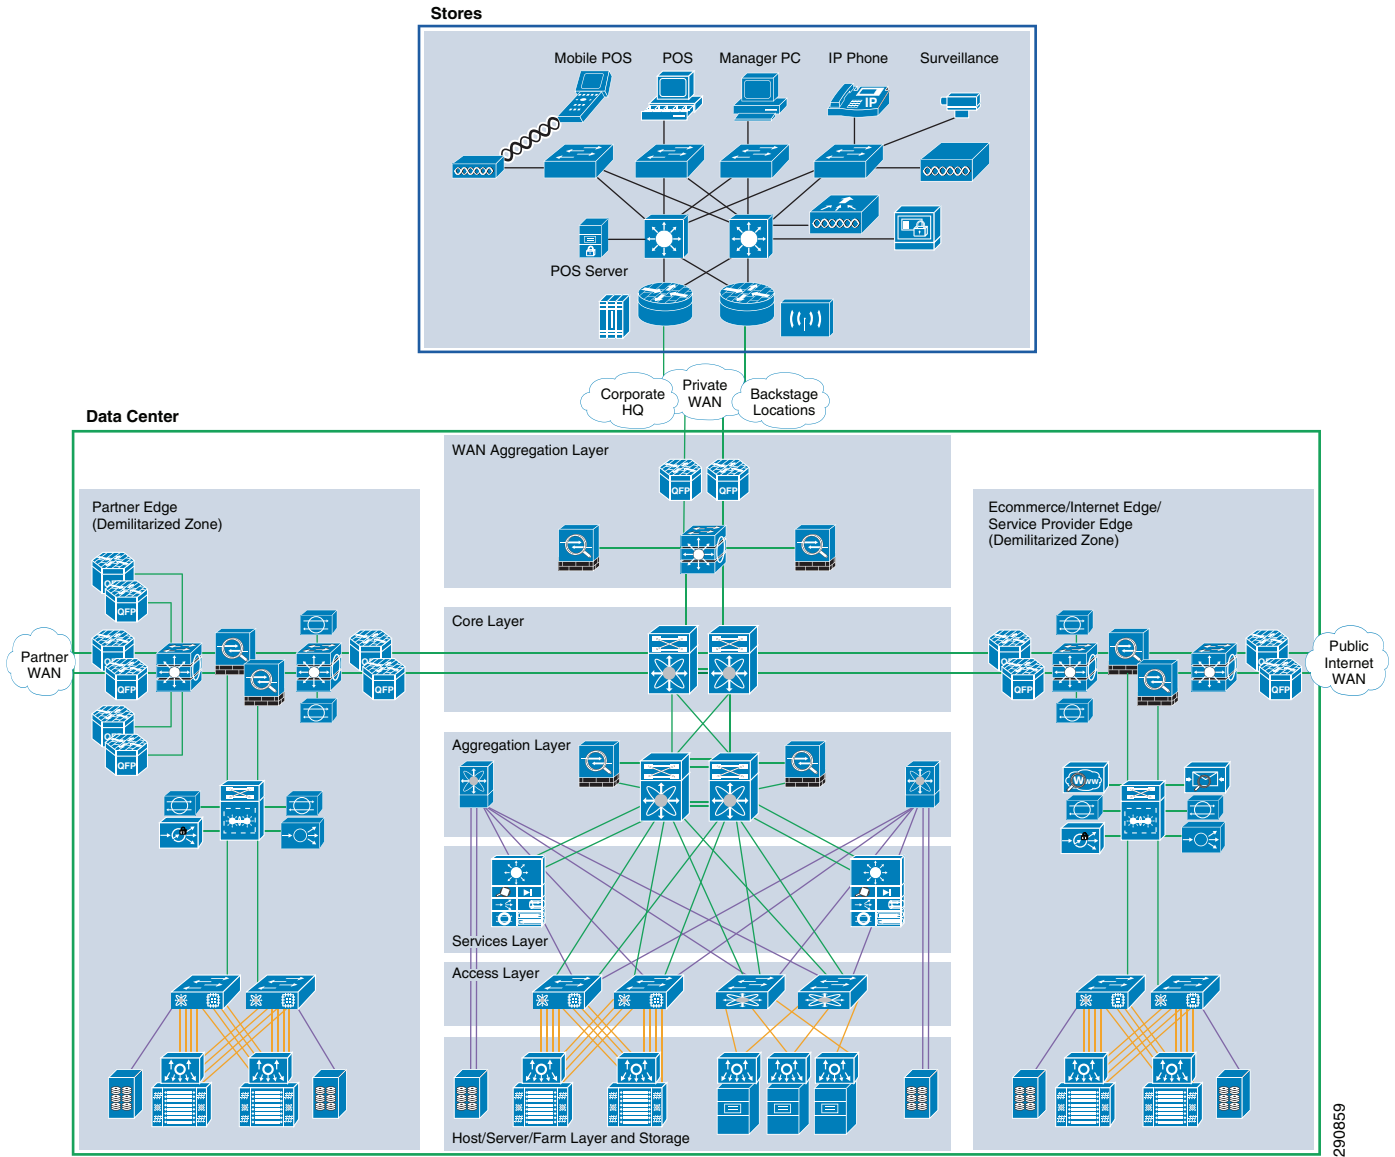 Stores
Mobile POS
POS
Manager PC
IP Phone
Surveillance
IP
POS Server
Corporate
HQ
Private
WAN
Backstage
Locations
Data Center
WAN Aggregation Layer
QFP
QFP
Partner Edge
(Demilitarized Zone)
Ecommerce/Internet Edge/
Service Provider Edge
(Demilitarized Zone)
QFP
QFP
Core Layer
Partner
WAN
QFP
QFP
QFP
QFP
Public
Internet
WAN
QFP
Aggregation Layer
Www
Services Layer
Access Layer
Host/Server/Farm Layer and Storage
290859